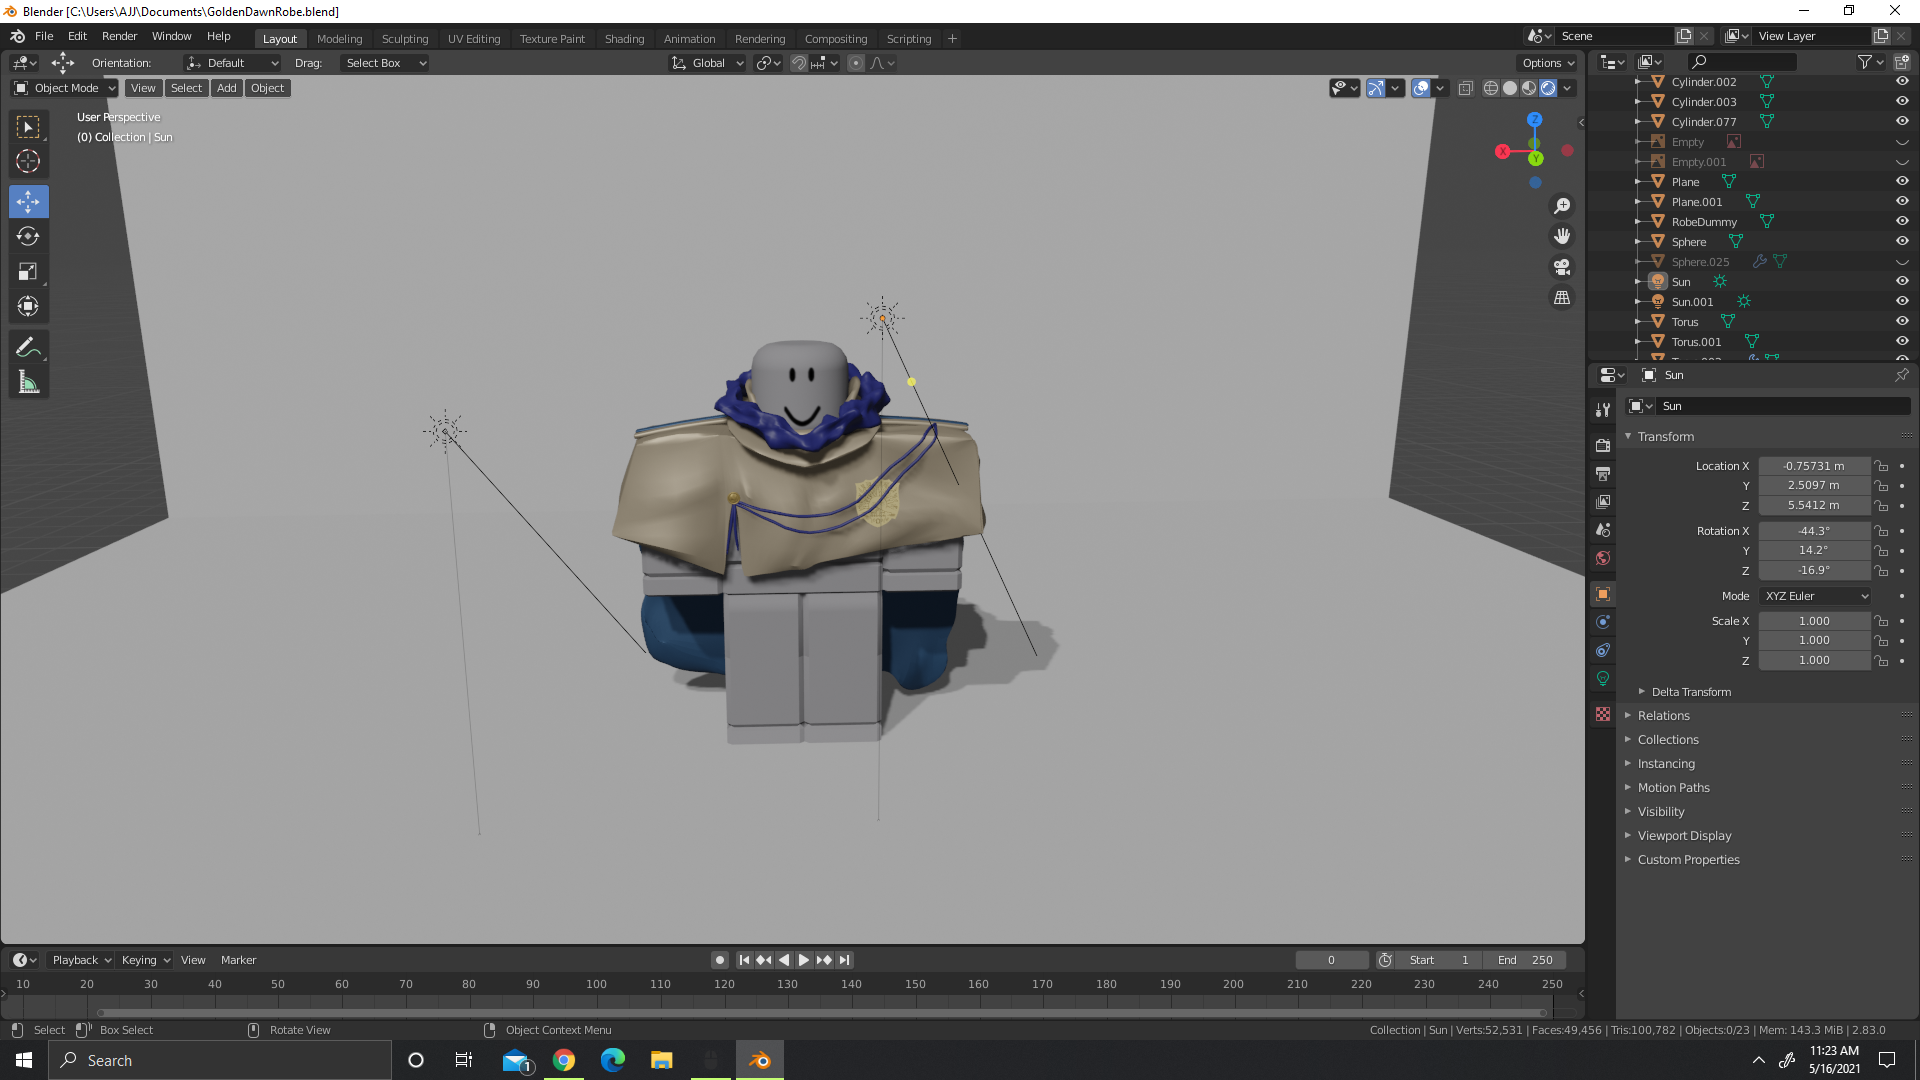 Blender [C:\Users\AJJ\Documents\GoldenDawnRobe.blend]
File Edit Render Window Help Layout Modeling Sculpting UV Editing Texture Paint Shading Animation Rendering Compositing Scripting + Scene View Layer
Orientation: Default Drag: Select Box Global Options
Object Mode View Select Add Object
User Perspective
(0) Collection | Sun
Z
X
Y
Cylinder.002
Cylinder.003
Cylinder.077
Empty
Empty.001
Plane
Plane.001
RobeDummy
Sphere
Sphere.025
Sun
Sun.001
Torus
Torus.001
Sun
Sun
Transform
Location X -0.75731 m
Y 2.5097 m
Z 5.5412 m
Rotation X -44.3°
Y 14.2°
Z -16.9°
Mode XYZ Euler
Scale X 1.000
Y 1.000
Z 1.000
Delta Transform
Relations
Collections
Instancing
Motion Paths
Visibility
Viewport Display
Custom Properties
Playback Keying View Marker 0 Start 1 End 250
10 20 30 40 50 60 70 80 90 100 110 120 130 140 150 160 170 180 190 200 210 220 230 240 250
Select Box Select Rotate View Object Context Menu Collection | Sun | Verts:52,531 | Faces:49,456 | Tris:100,782 | Objects:0/23 | Mem: 143.3 MiB | 2.83.0
Search 1 11:23 AM
5/16/2021